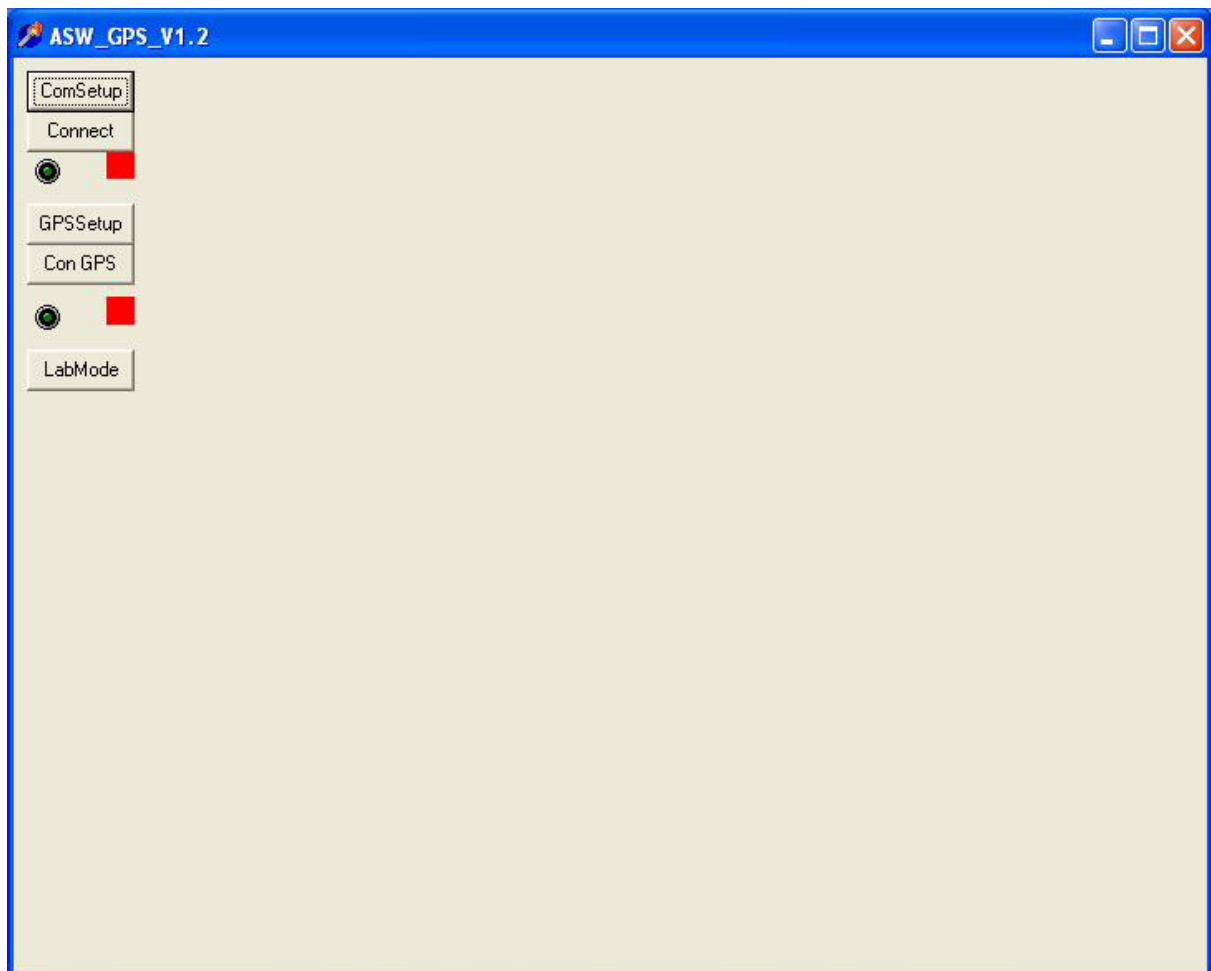 ASW_GPS_V1.2
ComSetup
Connect
GPSSetup
Con GPS
LabMode